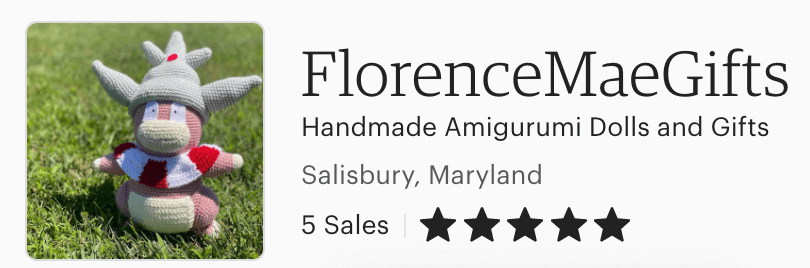 FlorenceMaeGifts
Handmade Amigurumi Dolls and Gifts
Salisbury, Maryland
5 Sales